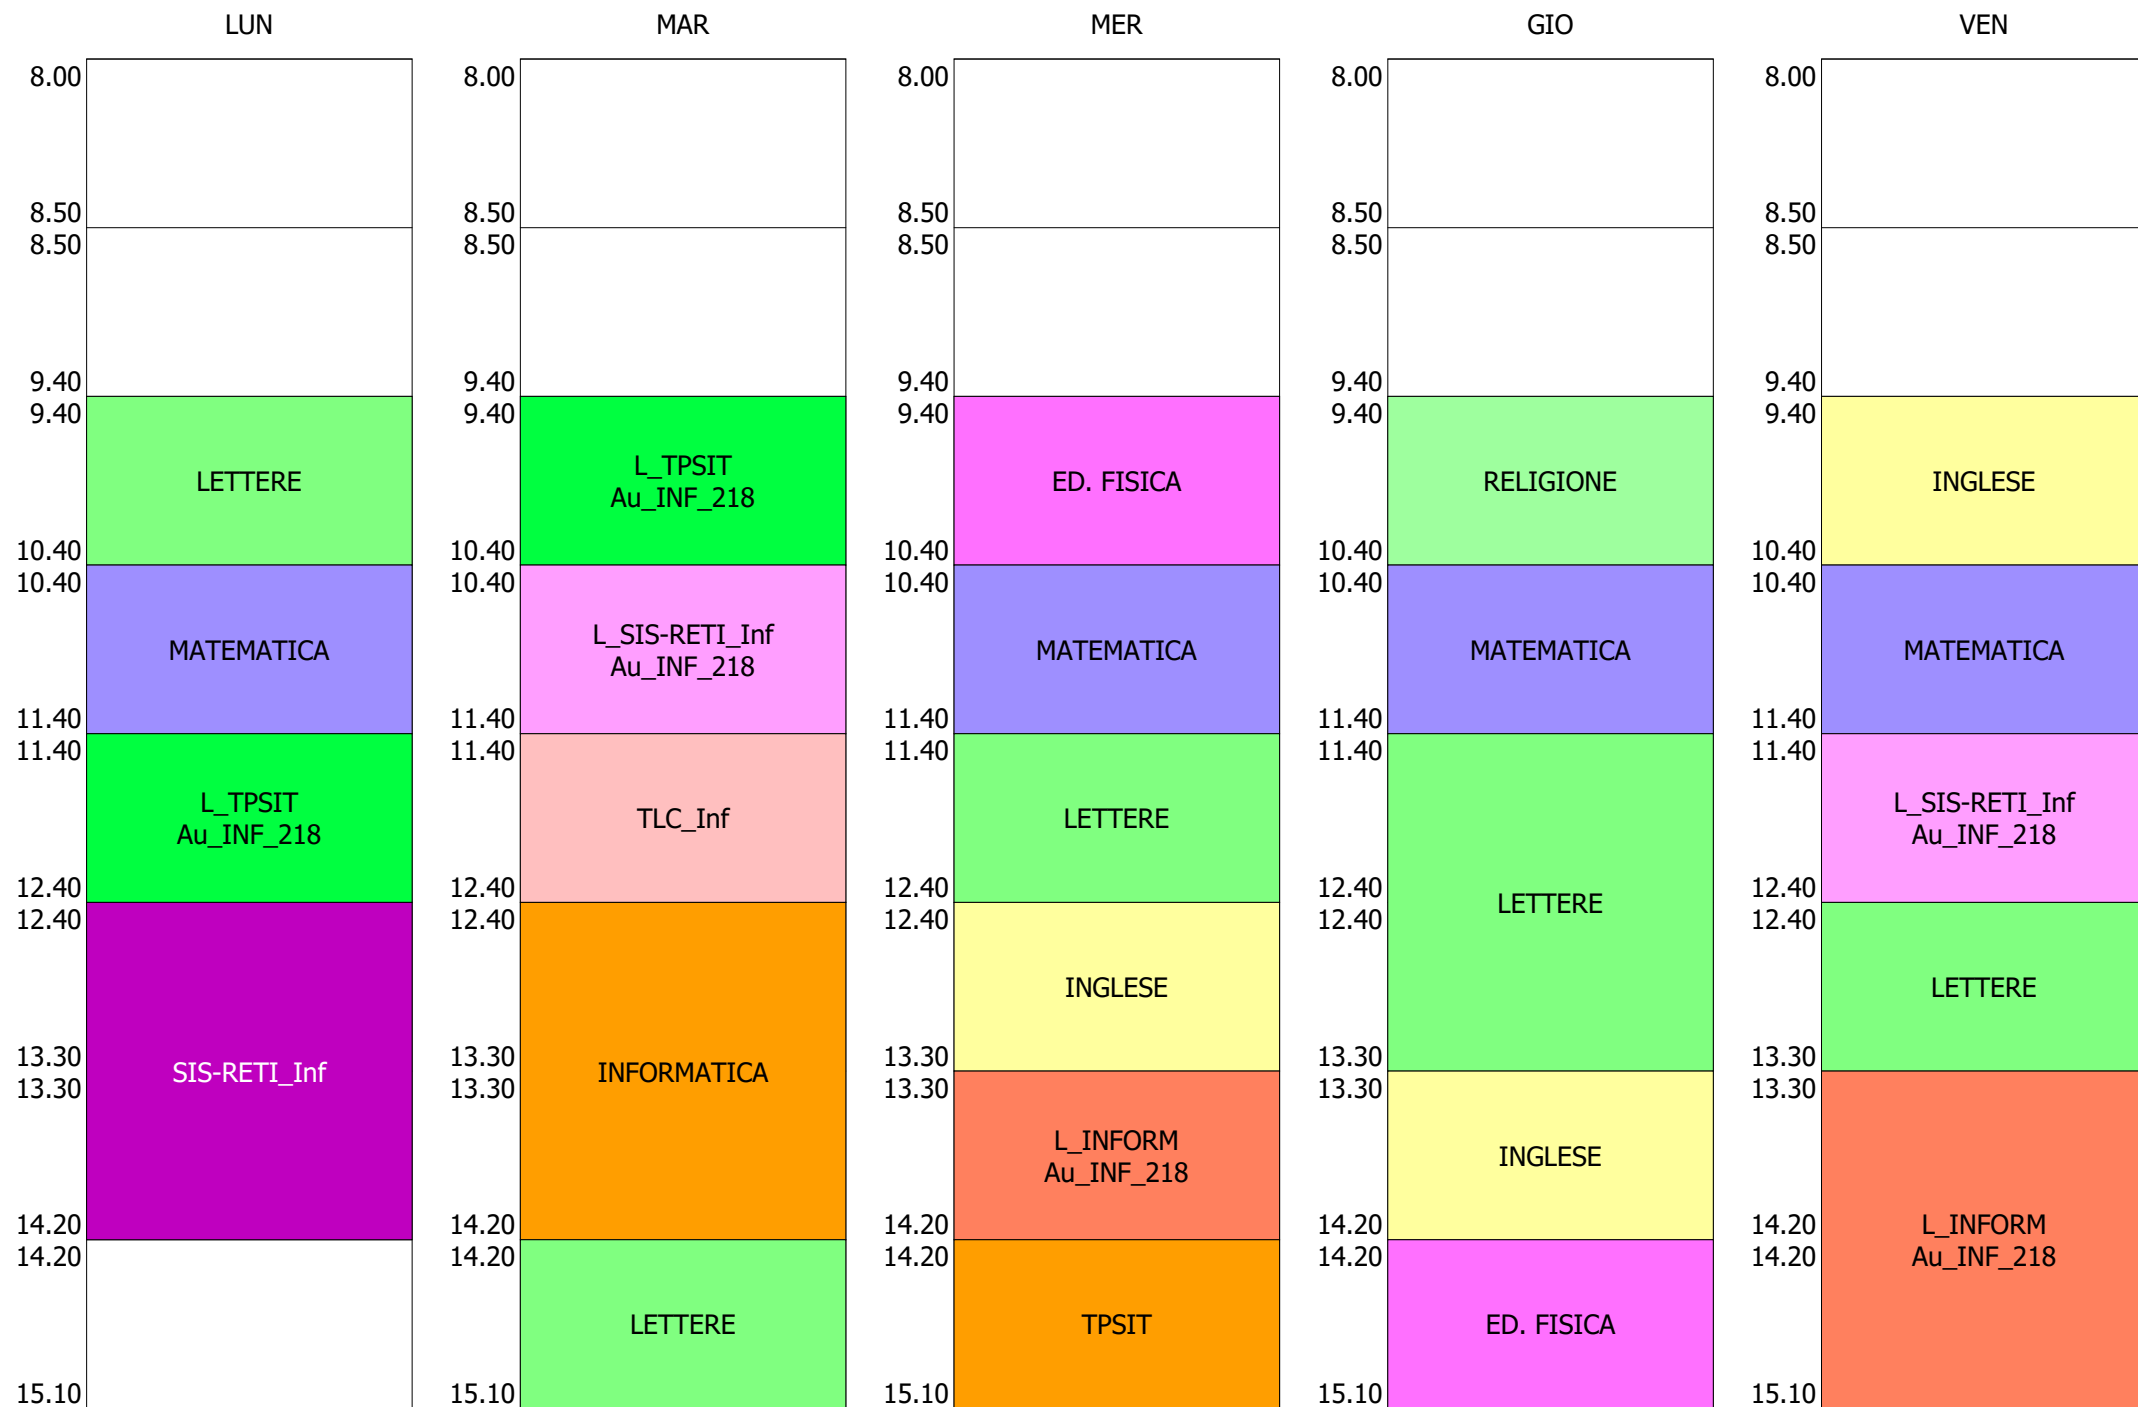 LUN MAR MER GIO VEN
8.00 8.00 8.00 8.00 8.00
8.50 8.50 8.50 8.50 8.50
8.50 8.50 8.50 8.50 8.50
9.40 9.40 9.40 9.40 9.40
9.40 9.40 9.40 9.40 9.40
LETTERE L_TPSIT ED. FISICA RELIGIONE INGLESE
Au_INF_218
10.40 10.40 10.40 10.40 10.40
10.40 10.40 10.40 10.40 10.40
MATEMATICA L_SIS-RETI_Inf MATEMATICA MATEMATICA MATEMATICA
Au_INF_218
11.40 11.40 11.40 11.40 11.40
11.40 11.40 11.40 11.40 11.40
L_TPSIT TLC_Inf LETTERE L_SIS-RETI_Inf
Au_INF_218 Au_INF_218
12.40 12.40 12.40 12.40 12.40
LETTERE
12.40 12.40 12.40 12.40 12.40
INGLESE LETTERE
13.30 13.30 13.30 13.30 13.30
SIS-RETI_Inf INFORMATICA
13.30 13.30 13.30 13.30 13.30
L_INFORM INGLESE
Au_INF_218
14.20 14.20 14.20 14.20 14.20 L_INFORM
14.20 14.20 14.20 14.20 14.20 Au_INF_218
LETTERE TPSIT ED. FISICA
15.10 15.10 15.10 15.10 15.10